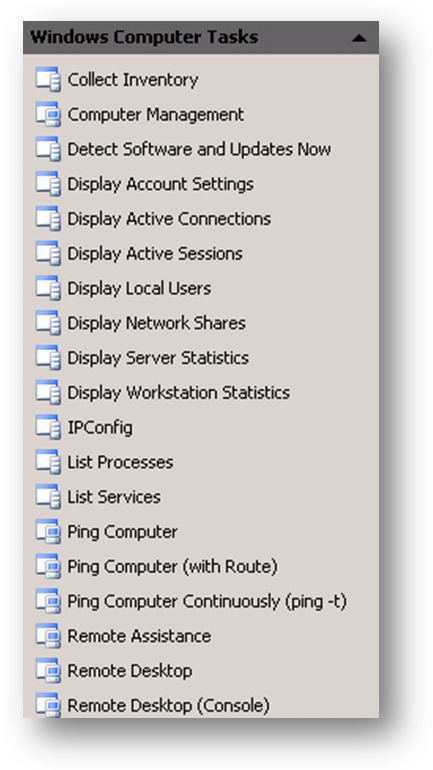 Windows Computer Tasks
Collect Inventory
Computer Management
Detect Software and Updates Now
Display Account Settings
Display Active Connections
Display Active Sessions
Display Local Users
Display Network Shares
Display Server Statistics
Display Workstation Statistics
IPConfig
List Processes
List Services
Ping Computer
Ping Computer (with Route)
Ping Computer Continuously (ping -t)
Remote Assistance
Remote Desktop
Remote Desktop (Console)